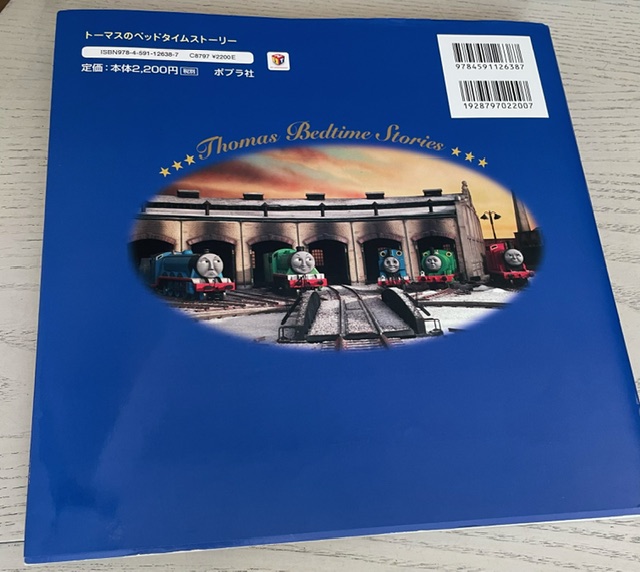 トーマスのベッドタイムストーリー
ISBN978-4-591-12638-7 C8797 ¥2200E
定価:本体2,200円 税別 ポプラ社
9784591126387
1928797022007
Thomas Bedtime Stories